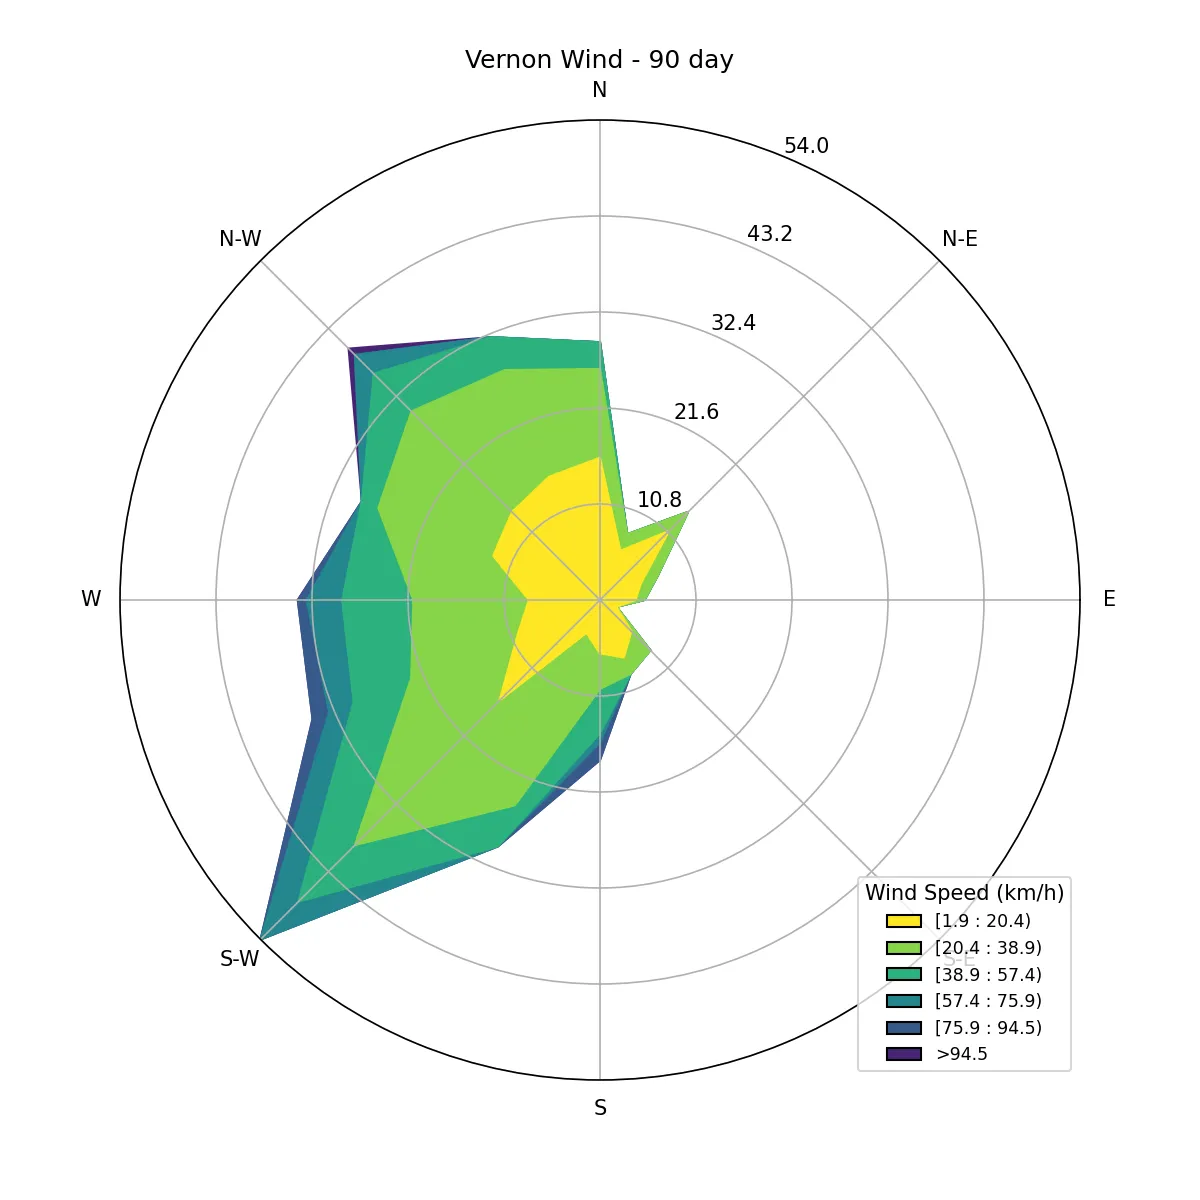 Vernon Wind - 90 day
N
54.0
43.2
N-W
N-E
32.4
21.6
10.8
W
E
S-W
S-E
Wind Speed (km/h)
[1.9 : 20.4)
[20.4 : 38.9)
[38.9 : 57.4)
[57.4 : 75.9)
[75.9 : 94.5)
>94.5
S